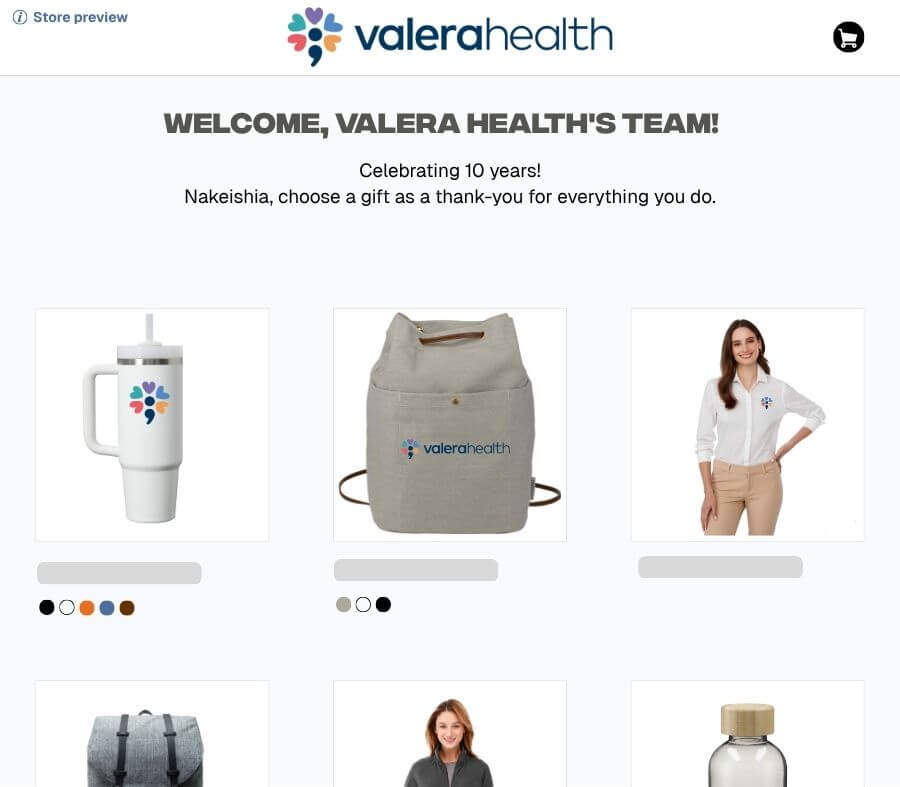 Store preview
valerahealth
WELCOME, VALERA HEALTH'S TEAM!
Celebrating 10 years!
Nakeishia, choose a gift as a thank-you for everything you do.
valerahealth